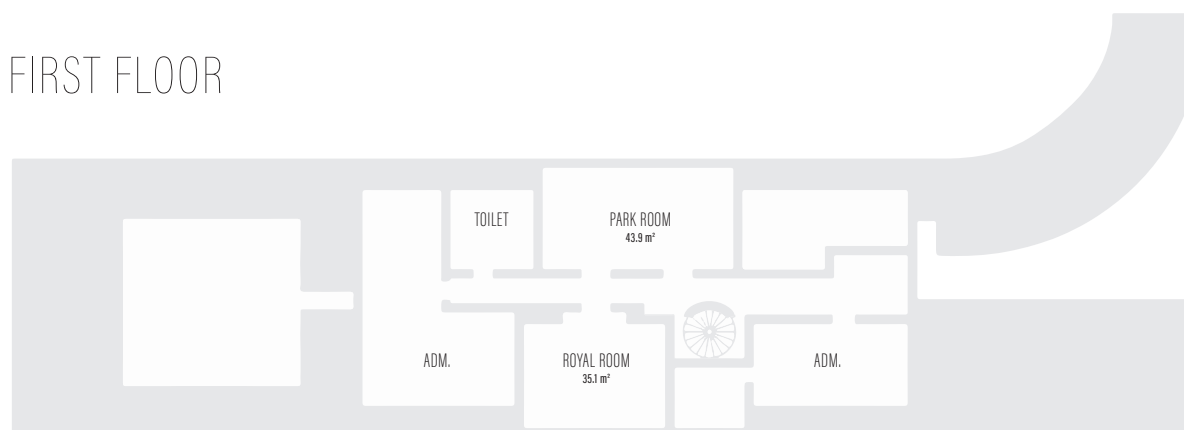 FIRST FLOOR
TOILET
PARK ROOM
43.9 m²
ADM.
ROYAL ROOM
35.1 m²
ADM.